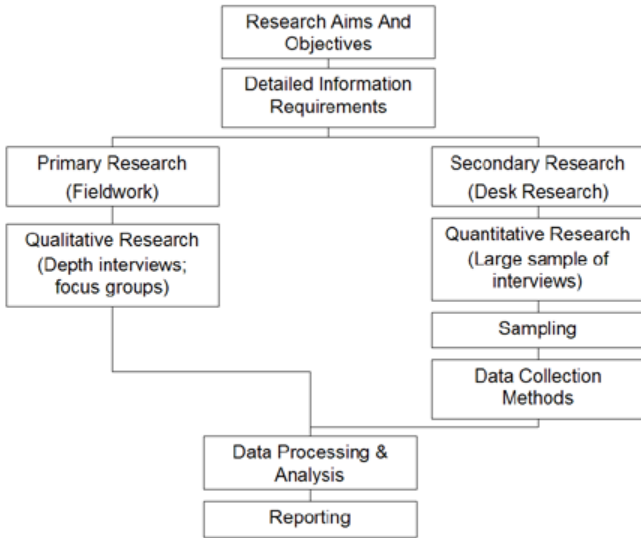 Research Aims And
Objectives
Detailed Information
Requirements
Primary Research
(Fieldwork)
Secondary Research
(Desk Research)
Qualitative Research
(Depth interviews;
focus groups)
Quantitative Research
(Large sample of
interviews)
Sampling
Data Collection
Methods
Data Processing &
Analysis
Reporting